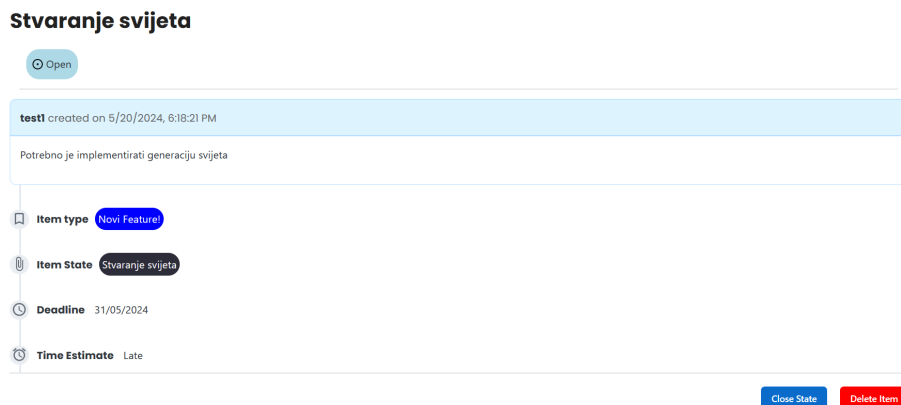 Stvaranje svijeta
Open
test1 created on 5/20/2024, 6:18:21 PM
Potrebno je implementirati generaciju svijeta
Item type Novi Feature!
Item State Stvaranje svijeta
Deadline 31/05/2024
Time Estimate Late
Close State Delete Item